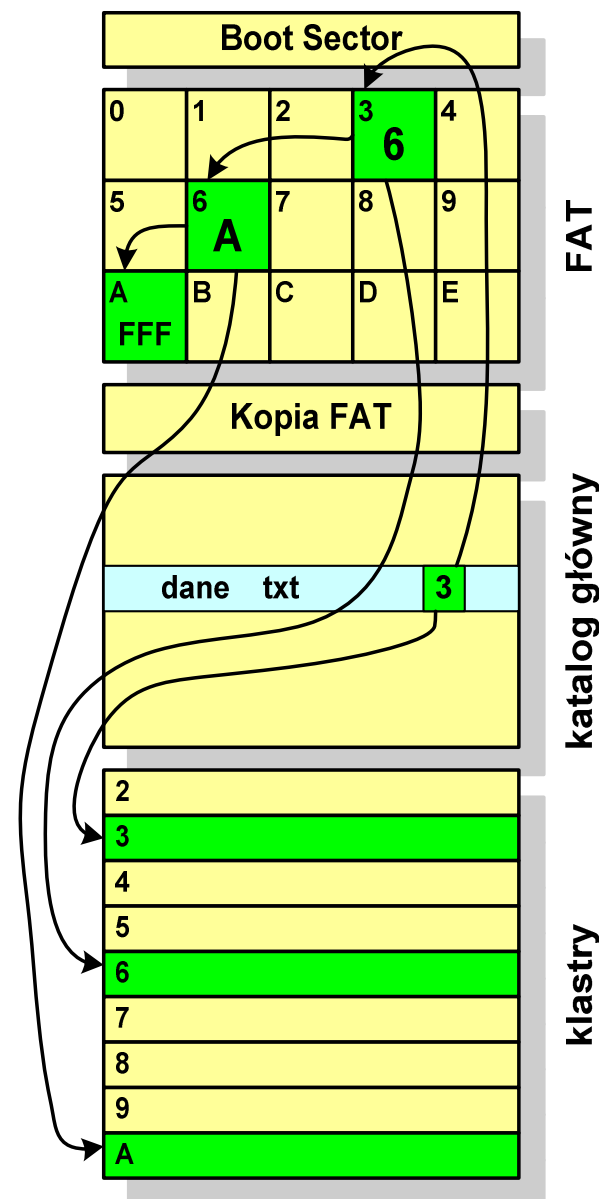 Boot Sector
0 1 2 3 4
6
5 6 7 8 9
A
A B C D E
FFF
FAT
Kopia FAT
dane txt 3
katalog główny
2
3
4
5
6
7
8
9
A
klastry